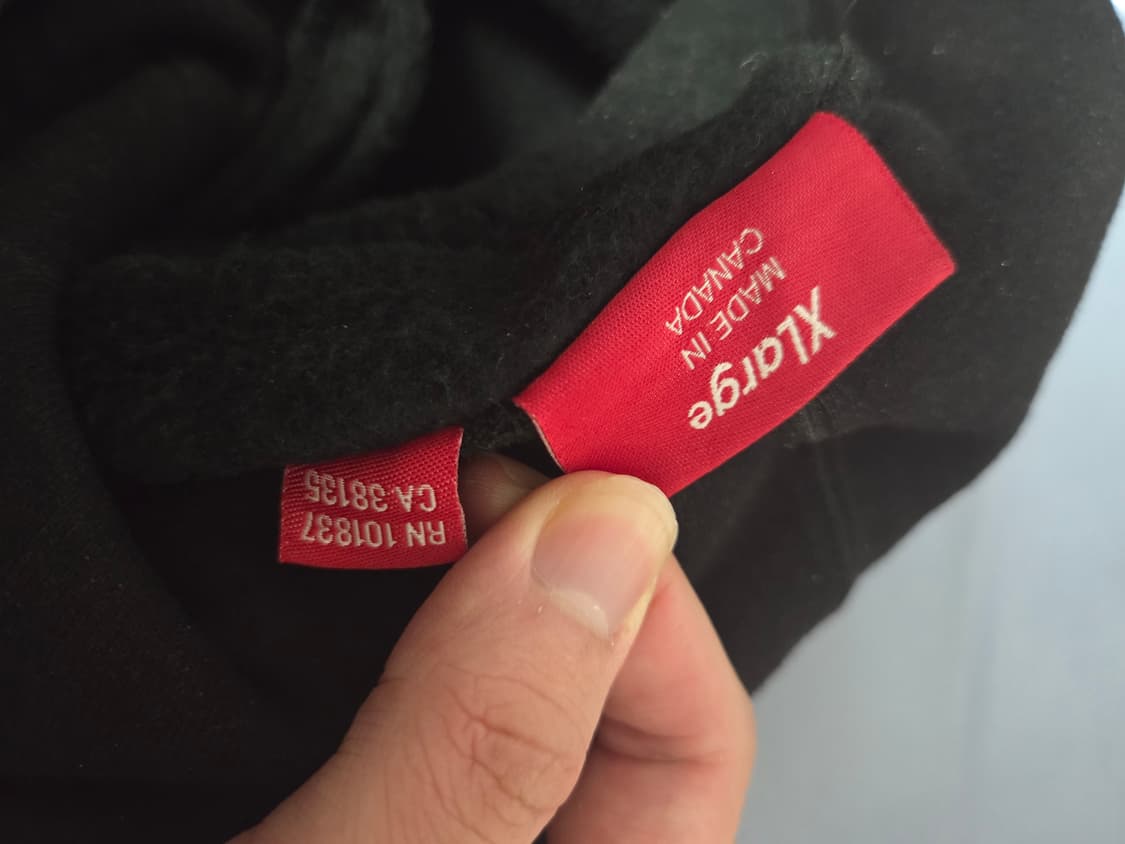 XLarge
MADE IN
CANADA
RN 101837
CA 38135